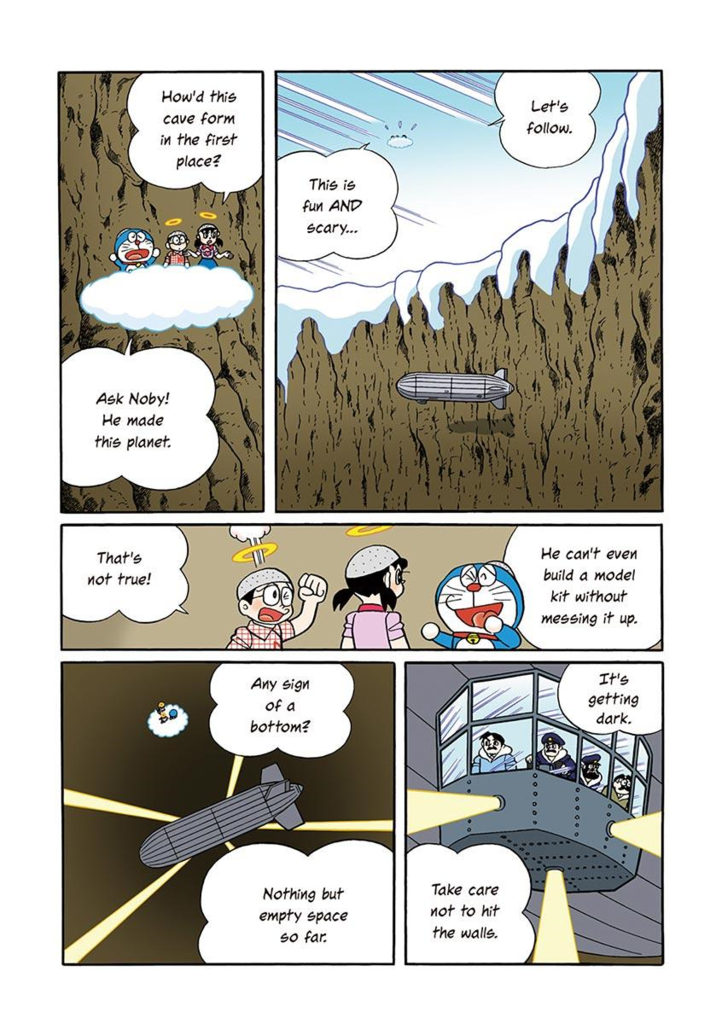 How'd this
cave form
in the first
place?
Ask Noby!
He made
this planet.
Let's
follow.
This is
fun AND
scary...
That's
not true!
He can't even
build a model
kit without
messing it up.
Any sign
of a
bottom?
Nothing but
empty space
so far.
It's
getting
dark.
Take care
not to hit
the walls.